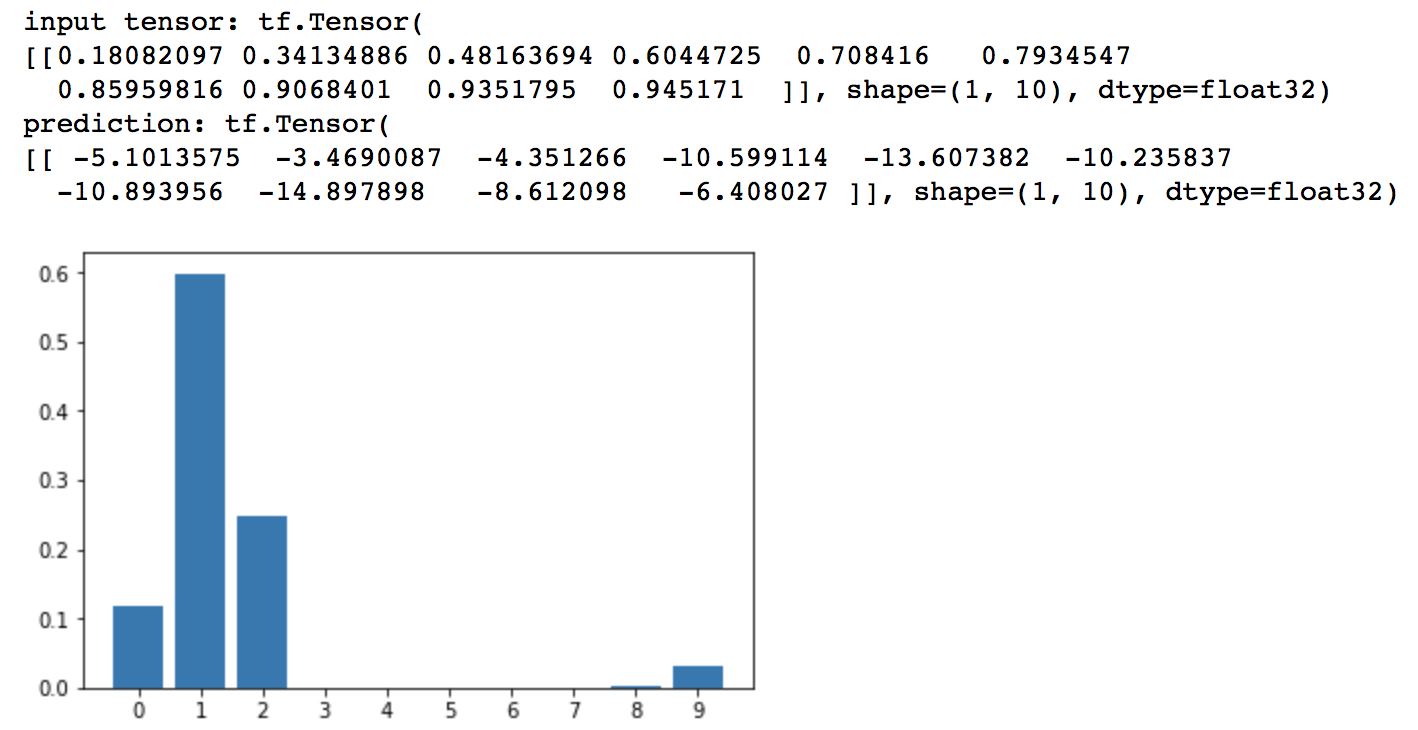 input tensor: tf.Tensor(
[[0.18082097 0.34134886 0.48163694 0.6044725 0.708416 0.7934547
0.85959816 0.9068401 0.9351795 0.945171 ]], shape=(1, 10), dtype=float32)
prediction: tf.Tensor(
[[ -5.1013575 -3.4690087 -4.351266 -10.599114 -13.607382 -10.235837
-10.893956 -14.897898 -8.612098 -6.408027 ]], shape=(1, 10), dtype=float32)
0.6
0.5
0.4
0.3
0.2
0.1
0.0
0 1 2 3 4 5 6 7 8 9